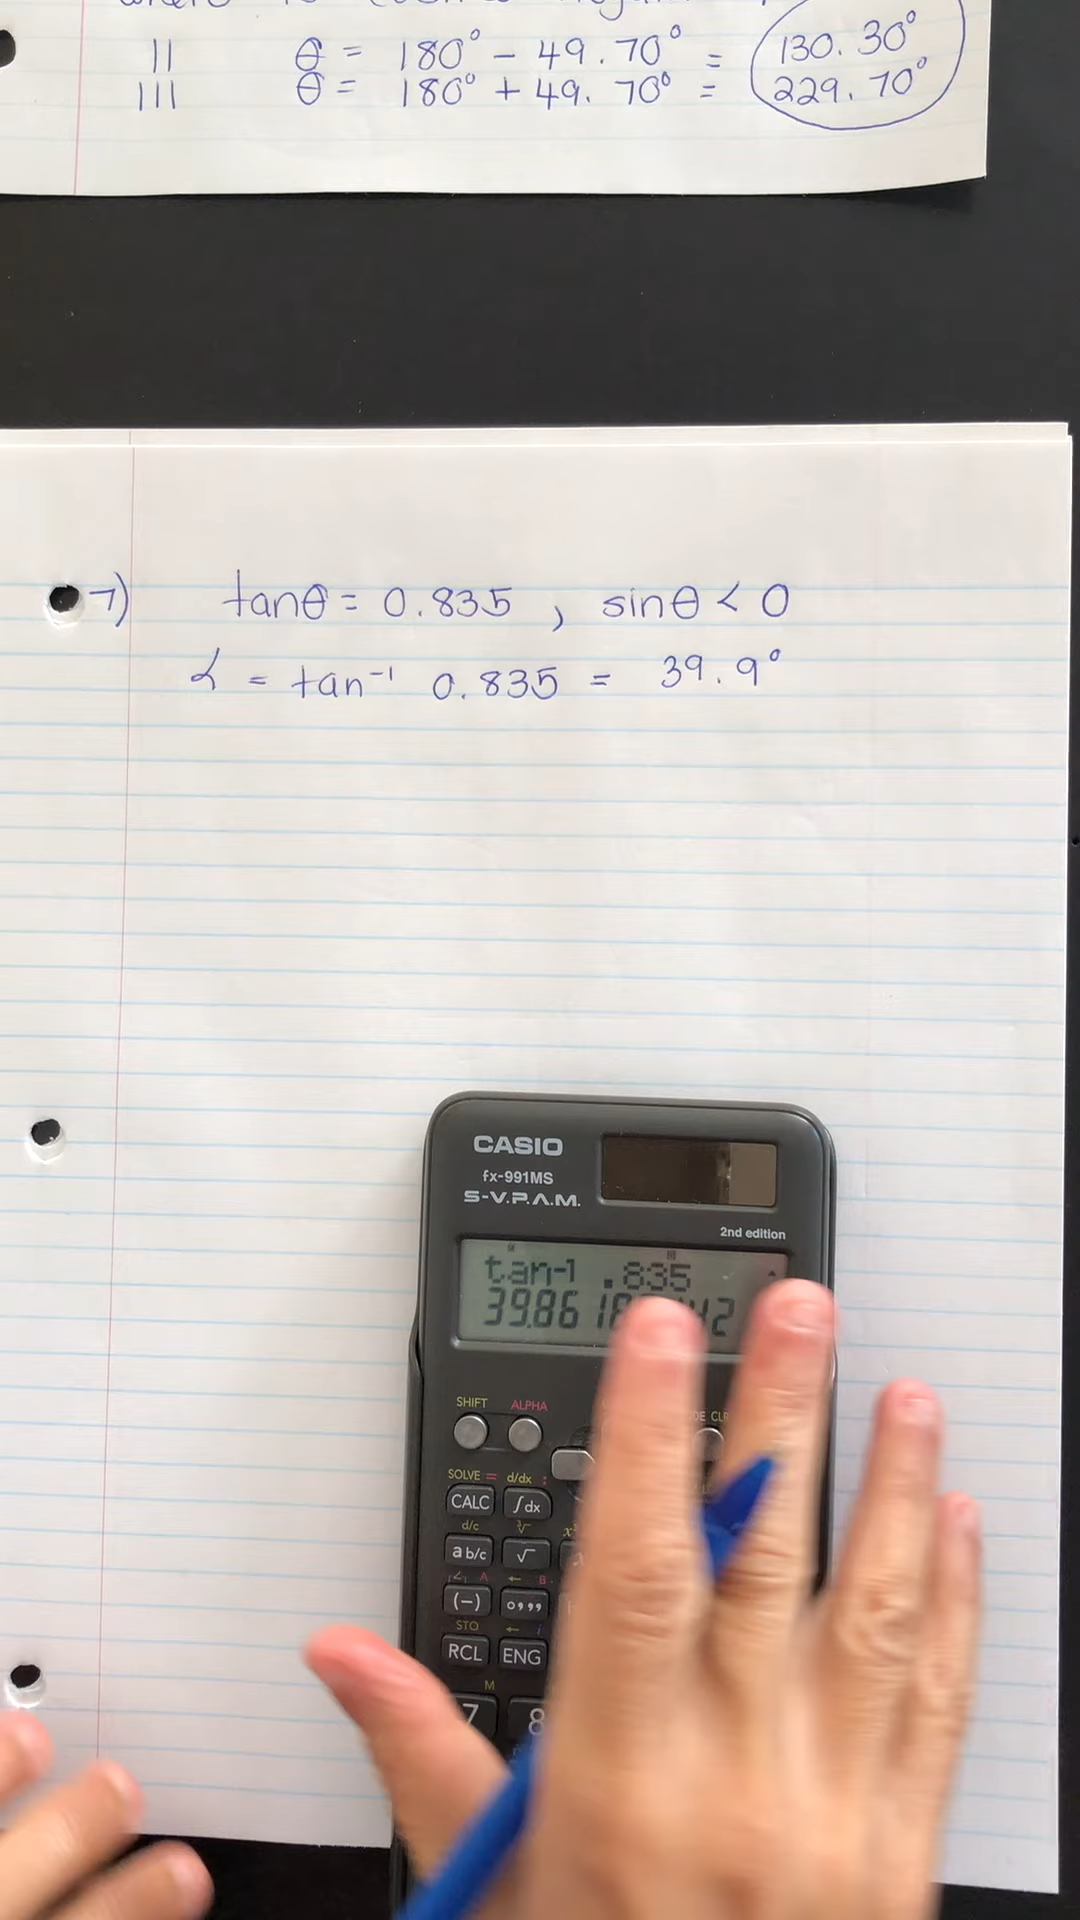 II θ = 180° - 49.70° = 130.30°
III θ = 180° + 49.70° = 229.70°
7) tanθ = 0.835 , sinθ < 0
α = tan⁻¹ 0.835 = 39.9°
CASIO
fx-991MS
S-V.P.A.M.
2nd edition
tan-1 .835
39.86
SHIFT ALPHA
SOLVE = d/dx :
CALC ∫dx
d/c ³√
a b/c √
A ← B
(−) o,,,
STO ← i
RCL ENG
M
7 8